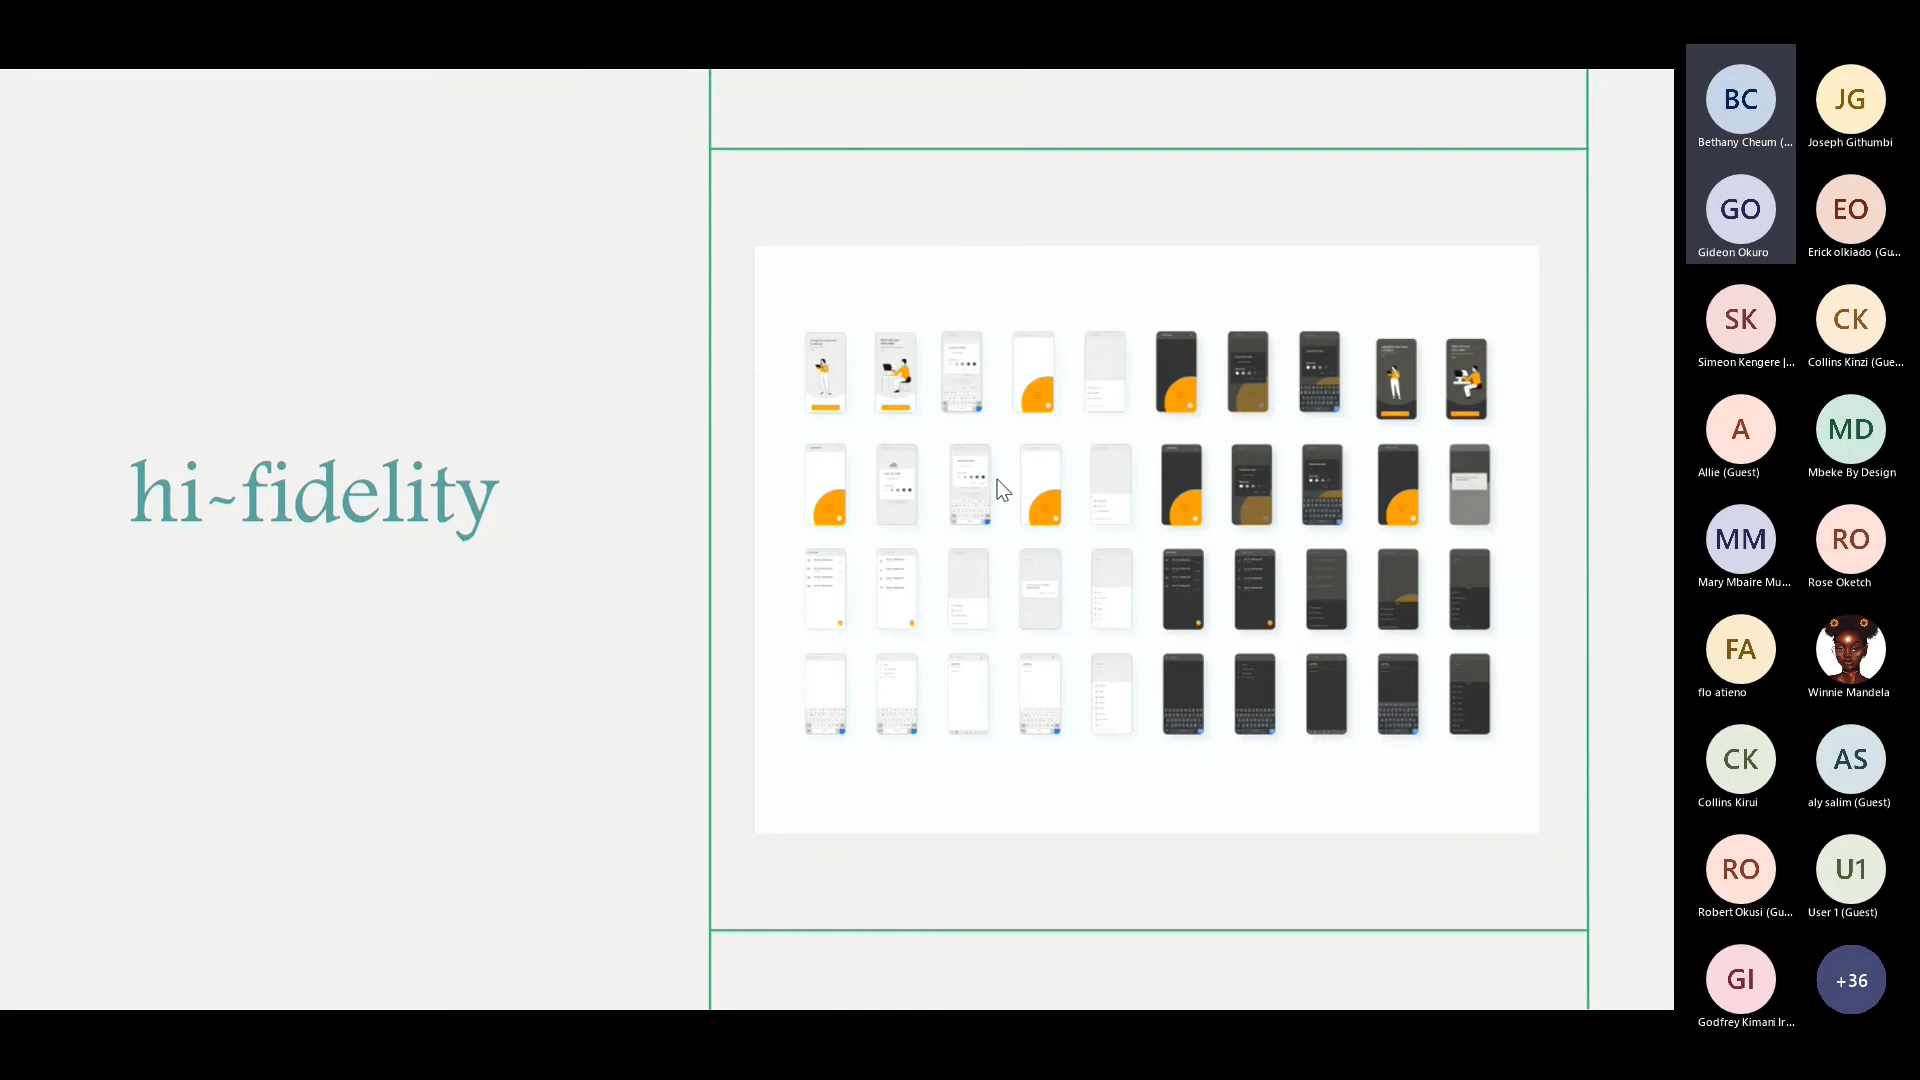 hi~fidelity
BC
JG
Bethany Cheum (...
Joseph Githumbi
GO
EO
Gideon Okuro
Erick olkiado (Gu...
SK
CK
Simeon Kengere |...
Collins Kinzi (Gue...
A
MD
Allie (Guest)
Mbeke By Design
MM
RO
Mary Mbaire Mu...
Rose Oketch
FA
flo atieno
Winnie Mandela
CK
AS
Collins Kirui
aly salim (Guest)
RO
U1
Robert Okusi (Gu...
User 1 (Guest)
GI
+36
Godfrey Kimani Ir...